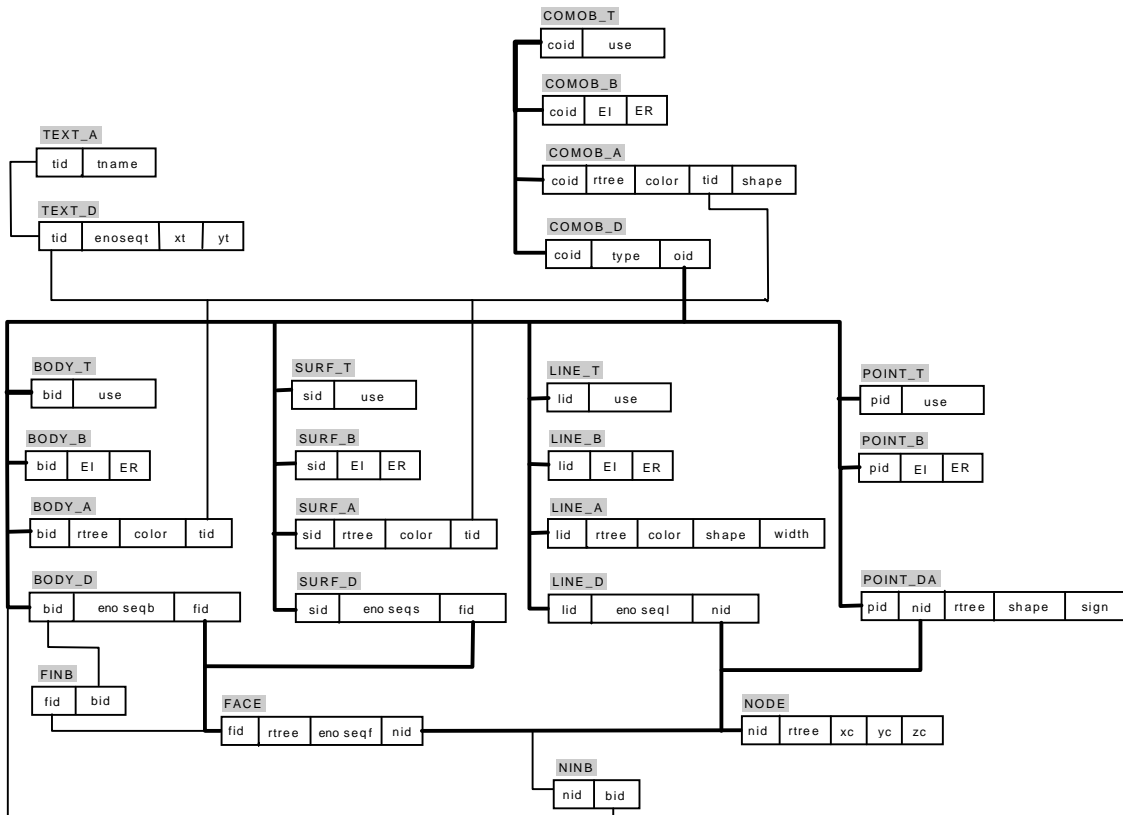 COMOB_T
coid use
COMOB_B
coid EI ER
TEXT_A
tid tname
COMOB_A
coid rtree color tid shape
TEXT_D
tid enoseqt xt yt
COMOB_D
coid type oid
BODY_T
bid use
SURF_T
sid use
LINE_T
lid use
POINT_T
pid use
BODY_B
bid EI ER
SURF_B
sid EI ER
LINE_B
lid EI ER
POINT_B
pid EI ER
BODY_A
bid rtree color tid
SURF_A
sid rtree color tid
LINE_A
lid rtree color shape width
BODY_D
bid eno seqb fid
SURF_D
sid eno seqs fid
LINE_D
lid eno seql nid
POINT_DA
pid nid rtree shape sign
FINB
fid bid
FACE
fid rtree eno seqf nid
NODE
nid rtree xc yc zc
NINB
nid bid